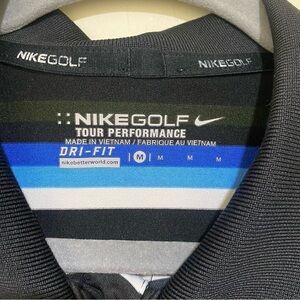 NIKEGOLF
NIKEGOLF
NIKEGOLF
TOUR PERFORMANCE
MADE IN VIETNAM / FABRIQUE AU VIETNAM
DRI-FIT
nikebetterworld.com
M M M M